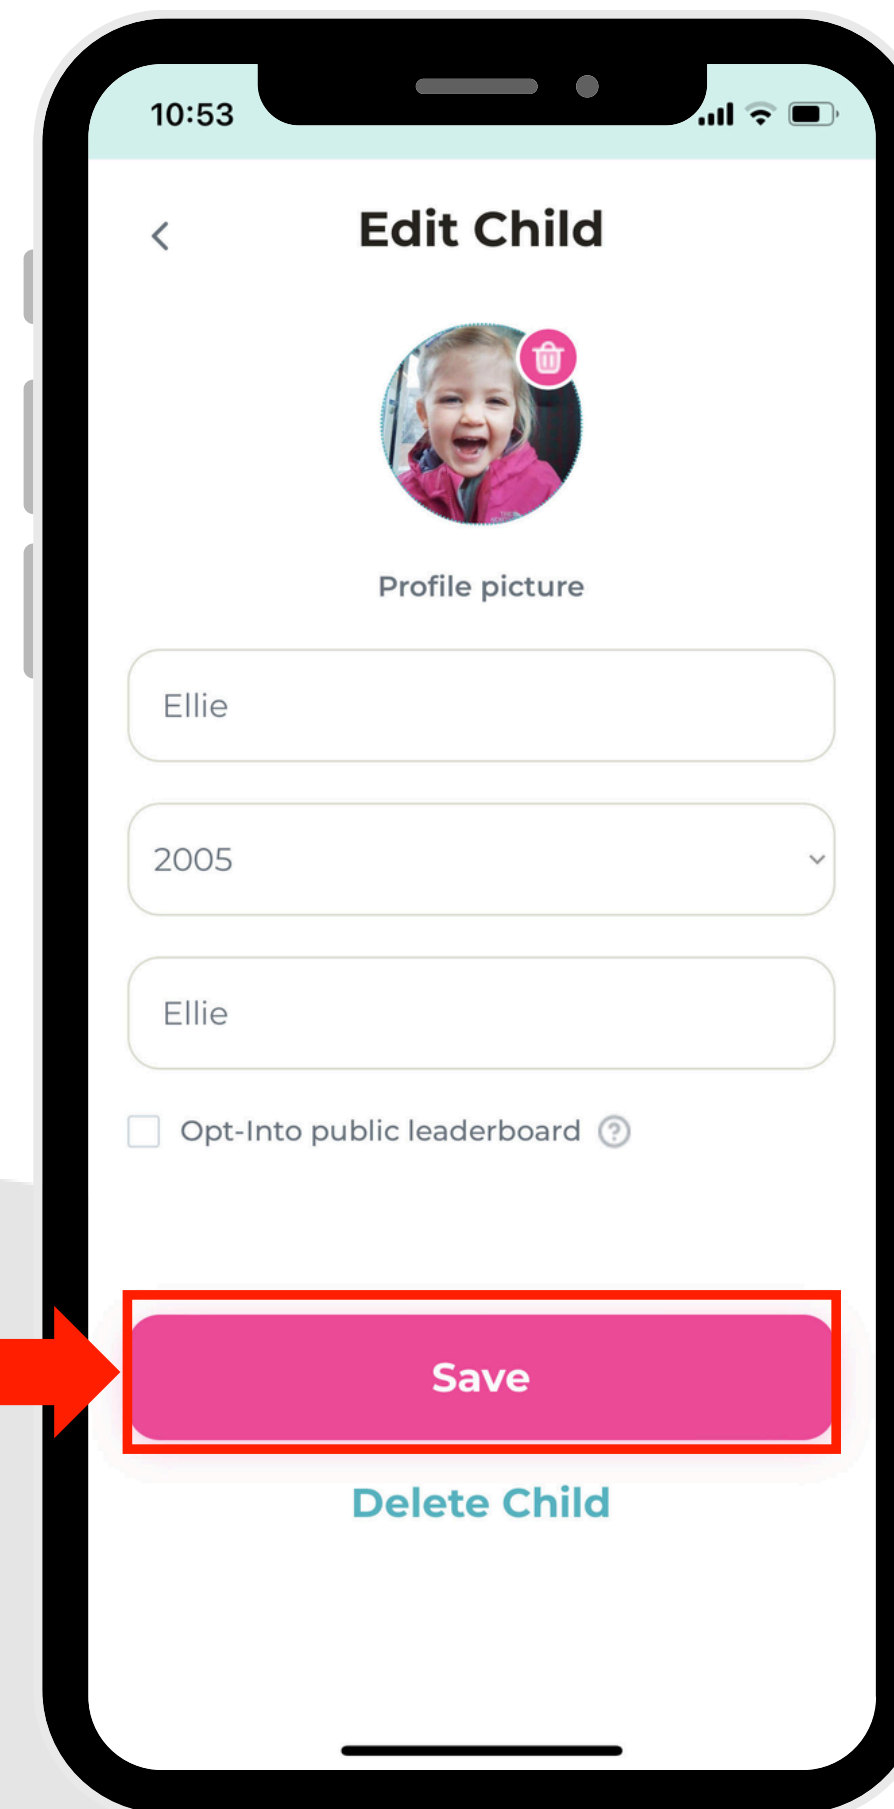 10:53
Edit Child
Profile picture
Ellie
2005
Ellie
Opt-Into public leaderboard ?
Save
Delete Child